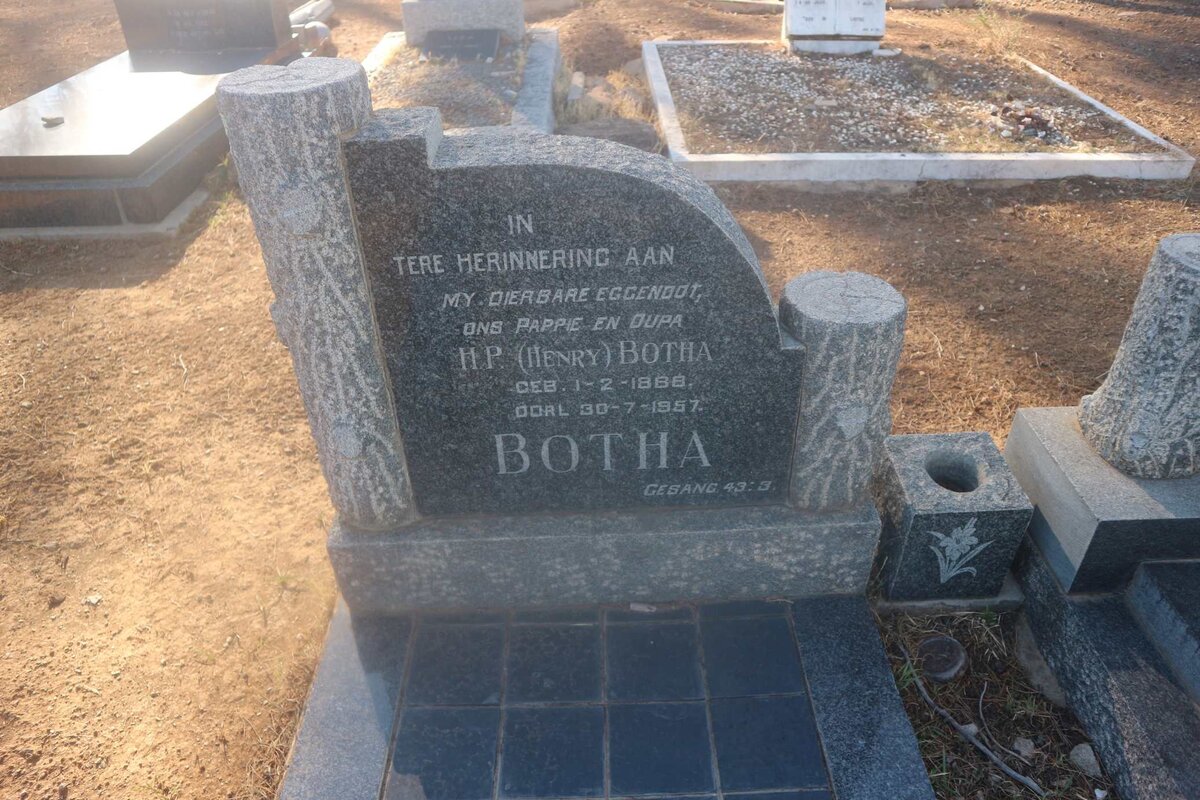 IN
TERE HERINNERING AAN
MY DIERBARE EGGENOOT,
ONS PAPPIE EN OUPA
H.P. (HENRY) BOTHA
GEB. 1-2-1888.
OORL 30-7-1957.
BOTHA
GESANG 43:3.